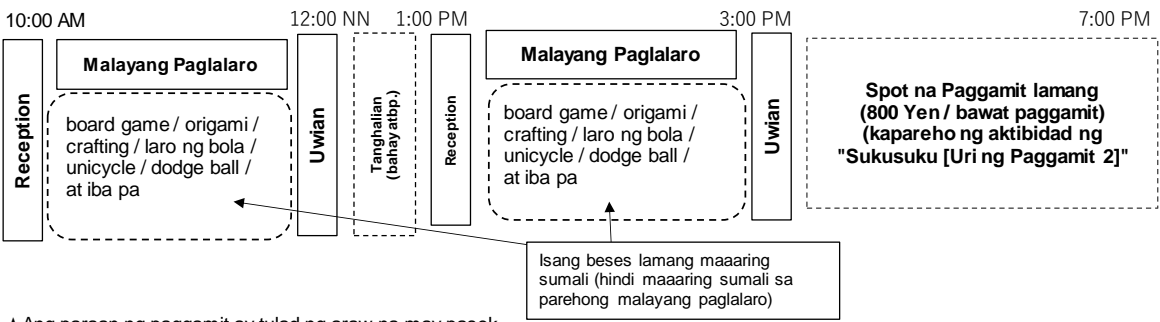 10:00 AM
12:00 NN
1:00 PM
3:00 PM
7:00 PM
Reception
Malayang Paglalaro
board game / origami /
crafting / laro ng bola /
unicycle / dodge ball /
at iba pa
Uwian
Tanghalian
(bahay atbp.)
Reception
Malayang Paglalaro
board game / origami /
crafting / laro ng bola /
unicycle / dodge ball /
at iba pa
Uwian
Spot na Paggamit lamang
(800 Yen / bawat paggamit)
(kapareho ng aktibidad ng
"Sukusuku [Uri ng Paggamit 2]"
Isang beses lamang maaaring
sumali (hindi maaaring sumali sa
parehong malayang paglalaro)